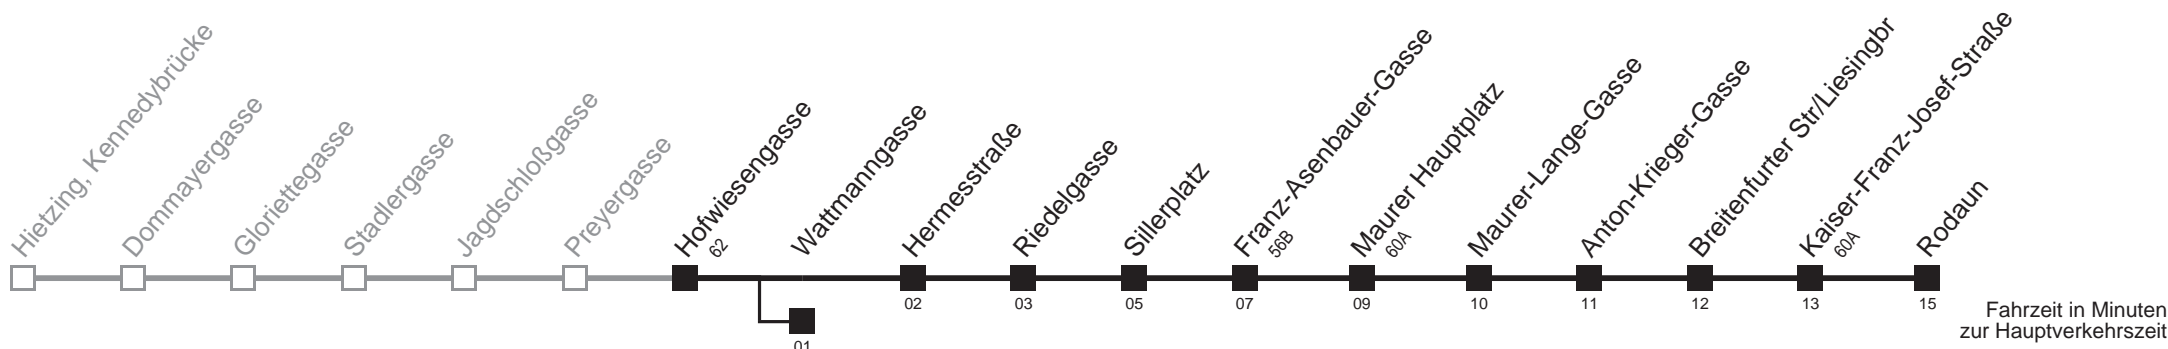 Hietzing, Kennedybrücke
Dommayergasse
Gloriettegasse
Stadlergasse
Jagdschloßgasse
Preyergasse
Hofwiesengasse
62
Wattmanngasse
Hermesstraße
Riedelgasse
Sillerplatz
Franz-Asenbauer-Gasse
56B
Maurer Hauptplatz
60A
Maurer-Lange-Gasse
Anton-Krieger-Gasse
Breitenfurter Str/Liesingbr
Kaiser-Franz-Josef-Straße
60A
Rodaun
01
02
03
05
07
09
10
11
12
13
15
Fahrzeit in Minuten
zur Hauptverkehrszeit